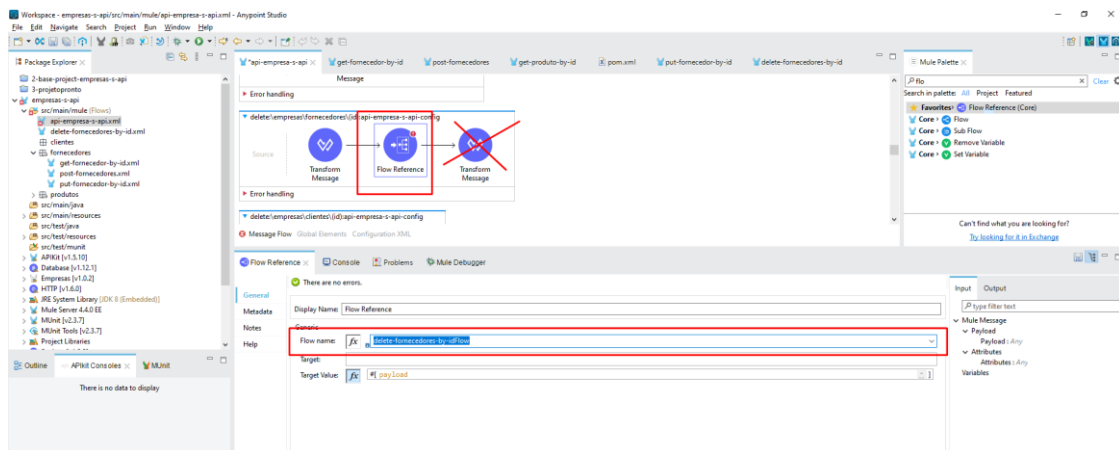 Workspace - empresas-s-api/src/main/mule/api-empresa-s-api.xml - Anypoint Studio
File Edit Navigate Search Project Run Window Help
Package Explorer
2-base-project-empresas-s-api
3-projetopronto
empresas-s-api
src/main/mule (Flows)
api-empresa-s-api.xml
delete-fornecedores-by-id.xml
clientes
fornecedores
get-fornecedor-by-id.xml
post-fornecedores.xml
put-fornecedor-by-id.xml
produtos
src/main/java
src/main/resources
src/test/java
src/test/resources
src/test/munit
APIKit [v1.5.10]
Database [v1.12.1]
Empresas [v1.0.2]
HTTP [v1.6.0]
JRE System Library [JDK 8 (Embedded)]
Mule Server 4.4.0 EE
MUnit [v2.3.7]
MUnit Tools [v2.3.7]
Project Libraries
Outline APIkit Consoles MUnit
There is no data to display
*api-empresa-s-api get-fornecedor-by-id post-fornecedores get-produto-by-id pom.xml put-fornecedor-by-id delete-fornecedores-by-id
Message
Error handling
delete:\empresas\fornecedores\(id):api-empresa-s-api-config
Source
Transform Message
Flow Reference
Transform Message
Error handling
delete:\empresas\clientes\(id):api-empresa-s-api-config
Message Flow Global Elements Configuration XML
Mule Palette
flo
Clear
Search in palette: All Project Featured
Favorites Flow Reference (Core)
Core Flow
Core Sub Flow
Core Remove Variable
Core Set Variable
Can't find what you are looking for?
Try looking for it in Exchange
Flow Reference Console Problems Mule Debugger
There are no errors.
General
Metadata
Notes
Help
Display Name: Flow Reference
Generic
Flow name: fx delete-fornecedores-by-idFlow
Target:
Target Value: fx #[ payload ]
Input Output
type filter text
Mule Message
Payload
Payload : Any
Attributes
Attributes : Any
Variables